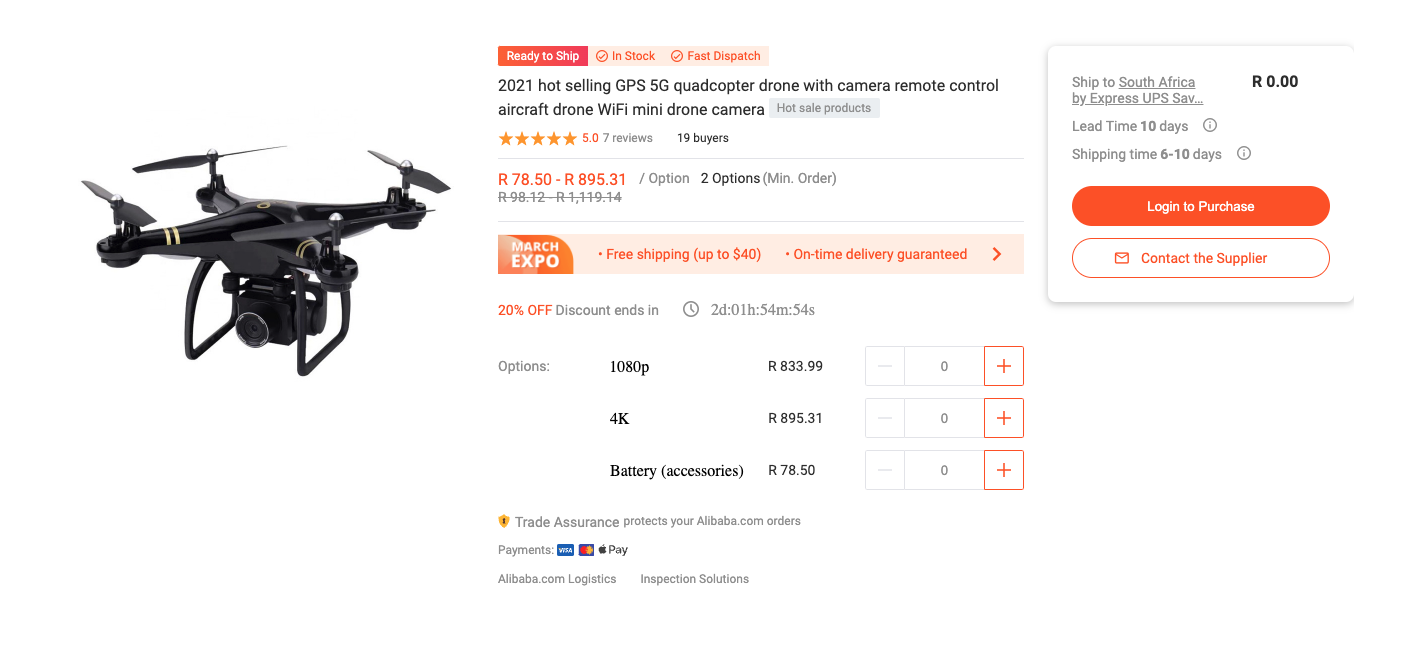 Ready to Ship In Stock Fast Dispatch
2021 hot selling GPS 5G quadcopter drone with camera remote control
aircraft drone WiFi mini drone camera Hot sale products
5.0 7 reviews 19 buyers
R 78.50 - R 895.31 / Option 2 Options (Min. Order)
R 98.12 - R 1,119.14
MARCH
EXPO
• Free shipping (up to $40) • On-time delivery guaranteed
20% OFF Discount ends in 2d:01h:54m:54s
Options: 1080p R 833.99 0
4K R 895.31 0
Battery (accessories) R 78.50 0
Trade Assurance protects your Alibaba.com orders
Payments: VISA Pay
Alibaba.com Logistics Inspection Solutions
Ship to South Africa R 0.00
by Express UPS Sav...
Lead Time 10 days
Shipping time 6-10 days
Login to Purchase
Contact the Supplier